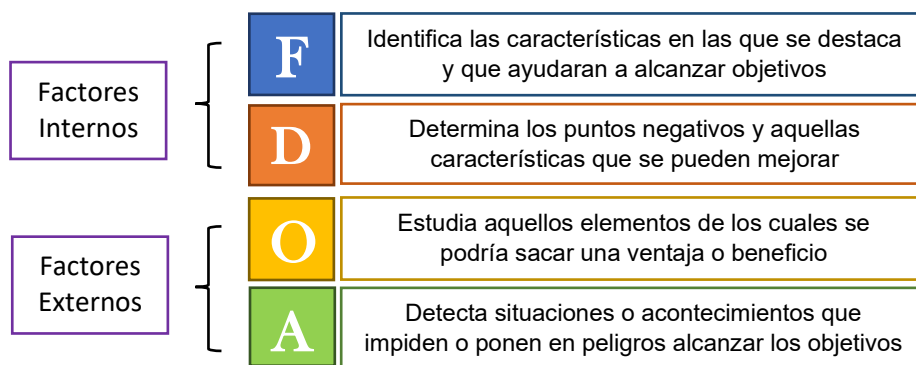 Factores
Internos
F
Identifica las características en las que se destaca
y que ayudaran a alcanzar objetivos
D
Determina los puntos negativos y aquellas
características que se pueden mejorar
Factores
Externos
O
Estudia aquellos elementos de los cuales se
podría sacar una ventaja o beneficio
A
Detecta situaciones o acontecimientos que
impiden o ponen en peligros alcanzar los objetivos